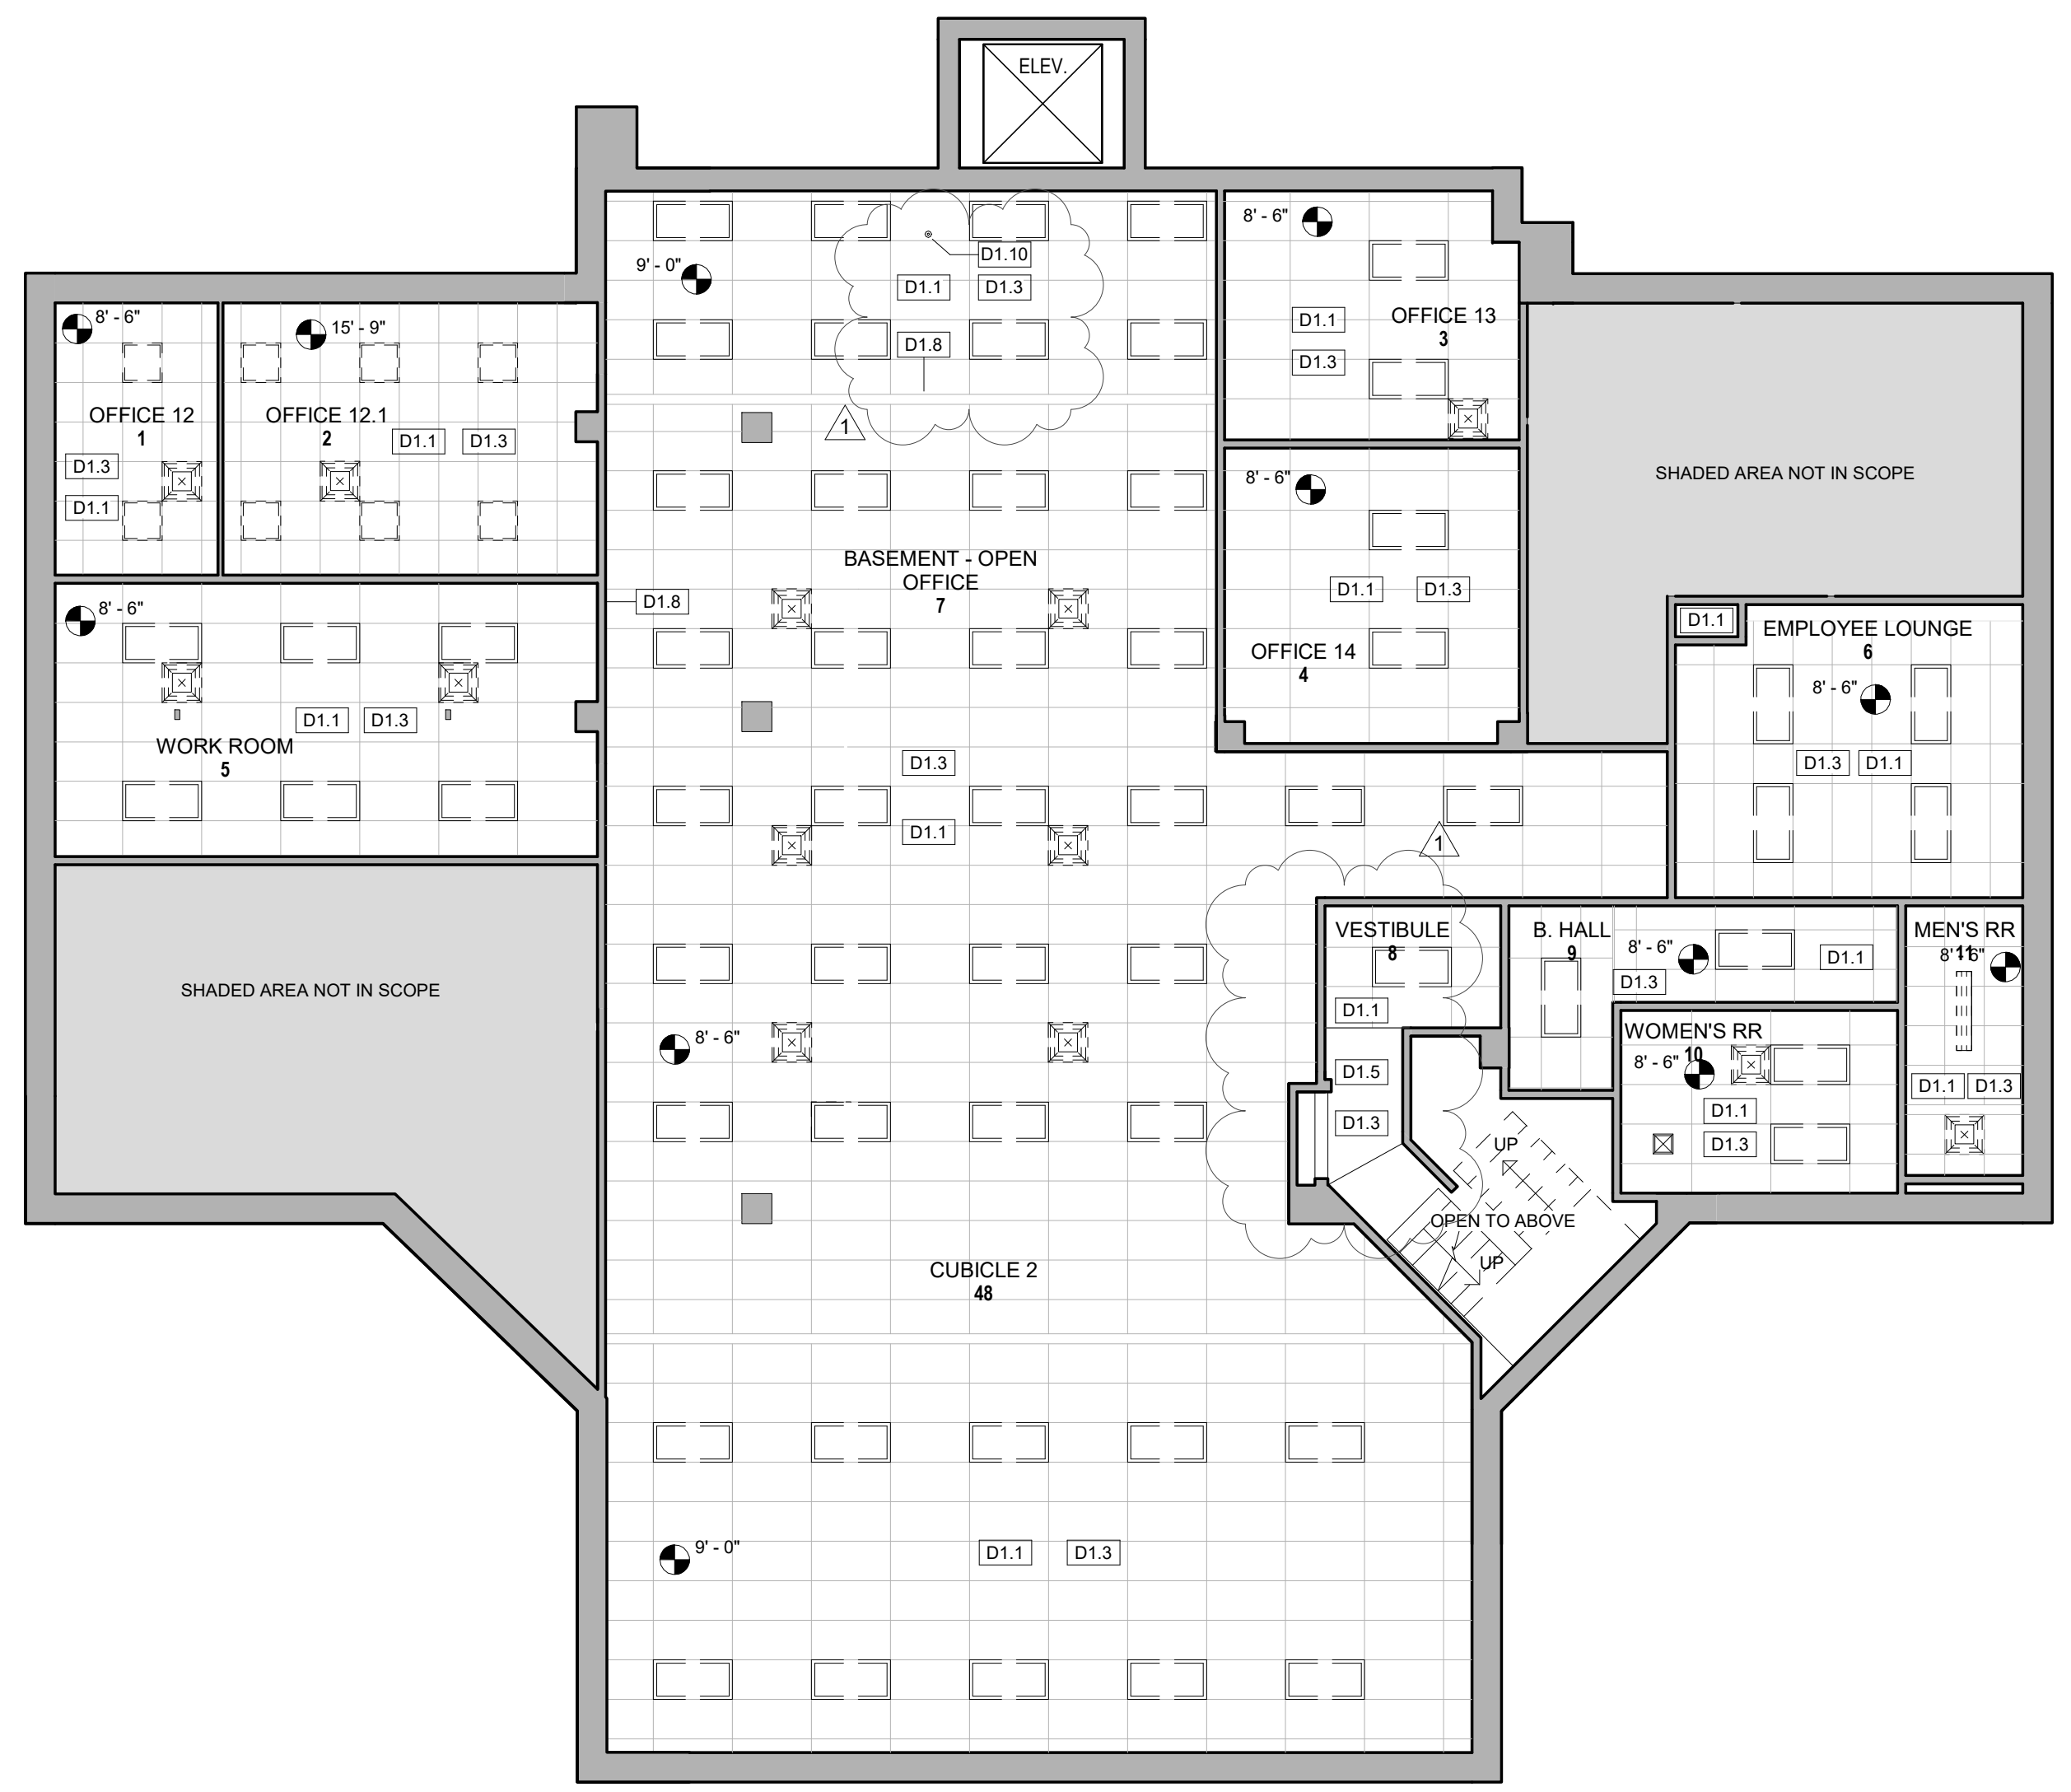 ELEV.
D1.10
D1.1
D1.3
D1.8
1
9' - 0"
8' - 6"
OFFICE 13
3
D1.1
D1.3
8' - 6"
OFFICE 12
1
D1.3
D1.1
15' - 9"
OFFICE 12.1
2
D1.1
D1.3
SHADED AREA NOT IN SCOPE
8' - 6"
D1.1
D1.3
OFFICE 14
4
BASEMENT - OPEN
OFFICE
7
D1.8
8' - 6"
D1.1
D1.3
WORK ROOM
5
D1.1
EMPLOYEE LOUNGE
6
8' - 6"
D1.3
D1.1
D1.3
D1.1
1
VESTIBULE
8
D1.1
D1.5
D1.3
B. HALL
9
8' - 6"
D1.3
D1.1
MEN'S RR
11
8' - 6"
D1.1
D1.3
WOMEN'S RR
10
8' - 6"
D1.1
D1.3
SHADED AREA NOT IN SCOPE
8' - 6"
UP
OPEN TO ABOVE
UP
CUBICLE 2
48
9' - 0"
D1.1
D1.3